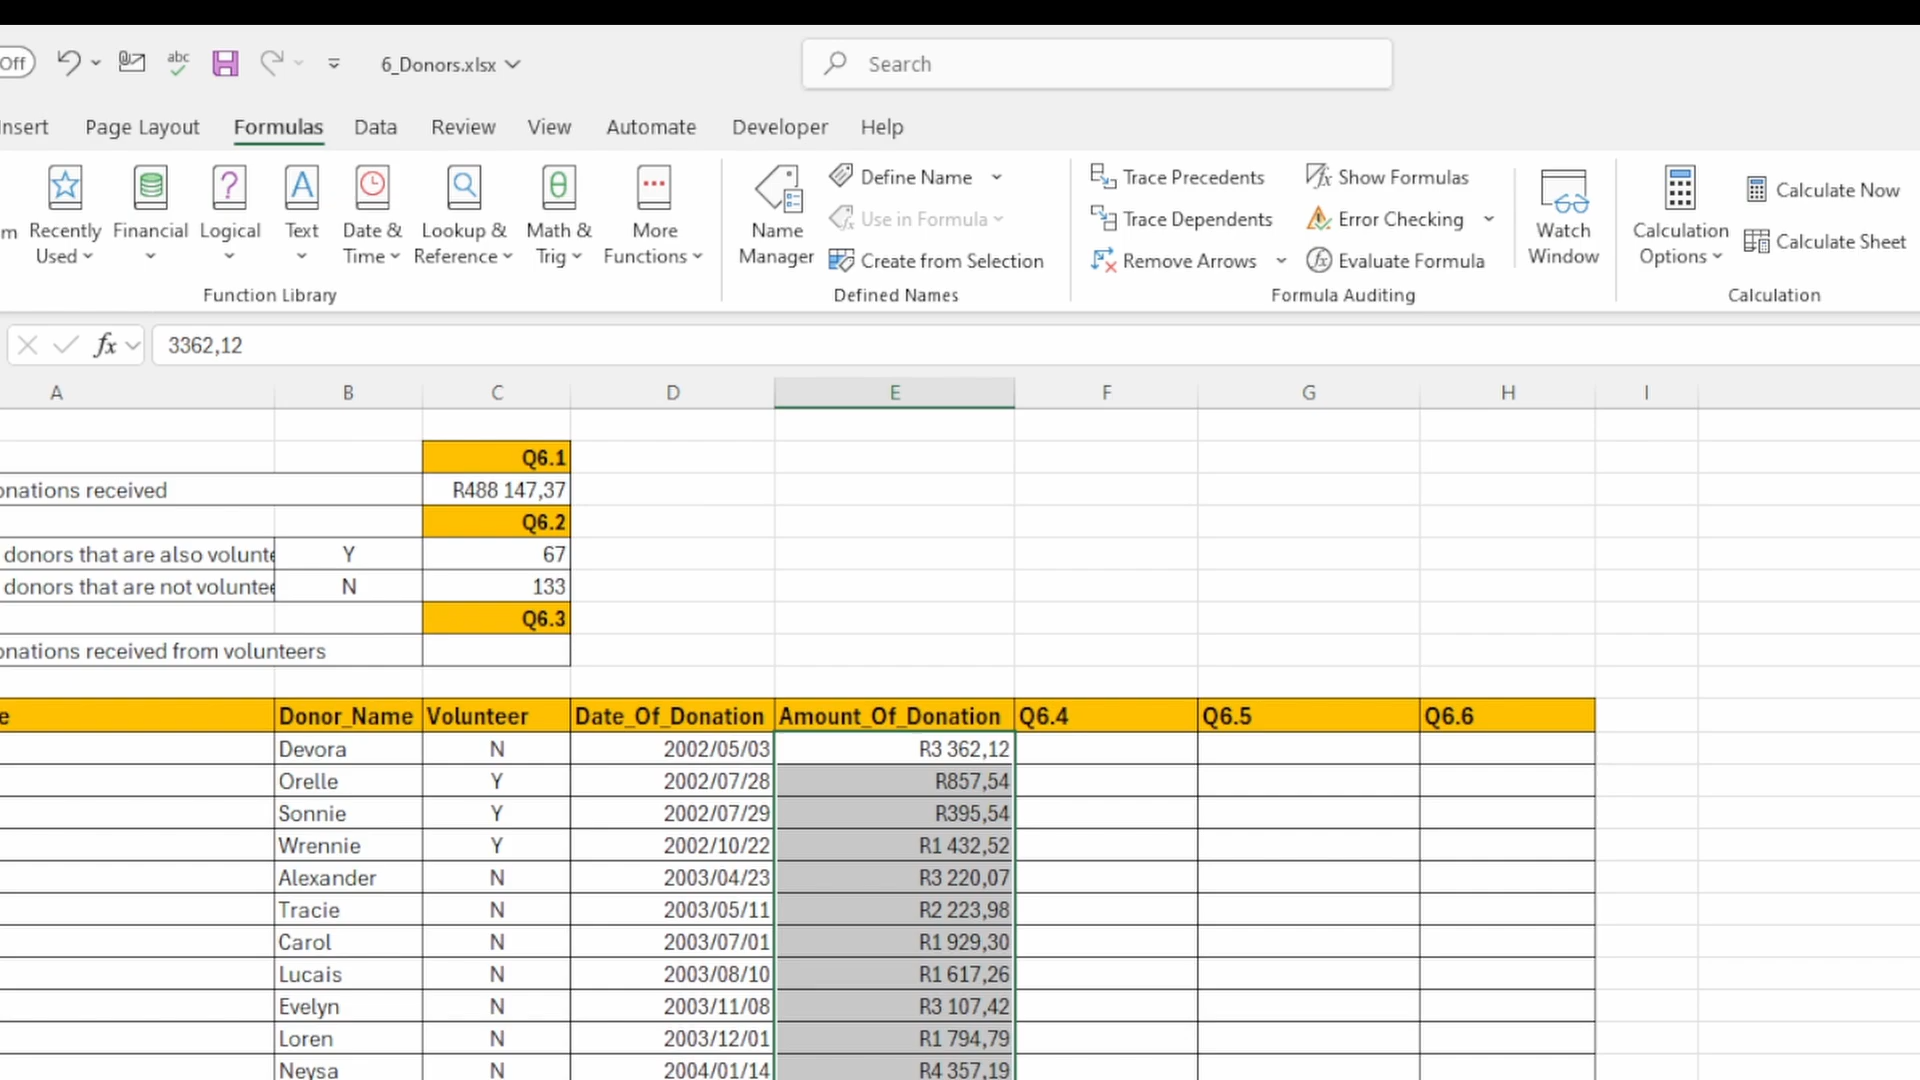 Off abc 6_Donors.xlsx Search
Insert Page Layout Formulas Data Review View Automate Developer Help
m Recently Used Financial Logical Text Date & Time Lookup & Reference Math & Trig More Functions
Name Manager Define Name Use in Formula Create from Selection
Trace Precedents Trace Dependents Remove Arrows Show Formulas Error Checking Evaluate Formula
Watch Window Calculation Options Calculate Now Calculate Sheet
Function Library Defined Names Formula Auditing Calculation
fx 3362,12
A B C D E F G H I
Q6.1
onations received R488 147,37
Q6.2
donors that are also volunte Y 67
donors that are not voluntee N 133
Q6.3
onations received from volunteers
e Donor_Name Volunteer Date_Of_Donation Amount_Of_Donation Q6.4 Q6.5 Q6.6
Devora N 2002/05/03 R3 362,12
Orelle Y 2002/07/28 R857,54
Sonnie Y 2002/07/29 R395,54
Wrennie Y 2002/10/22 R1 432,52
Alexander N 2003/04/23 R3 220,07
Tracie N 2003/05/11 R2 223,98
Carol N 2003/07/01 R1 929,30
Lucais N 2003/08/10 R1 617,26
Evelyn N 2003/11/08 R3 107,42
Loren N 2003/12/01 R1 794,79
Neysa N 2004/01/14 R4 357,19